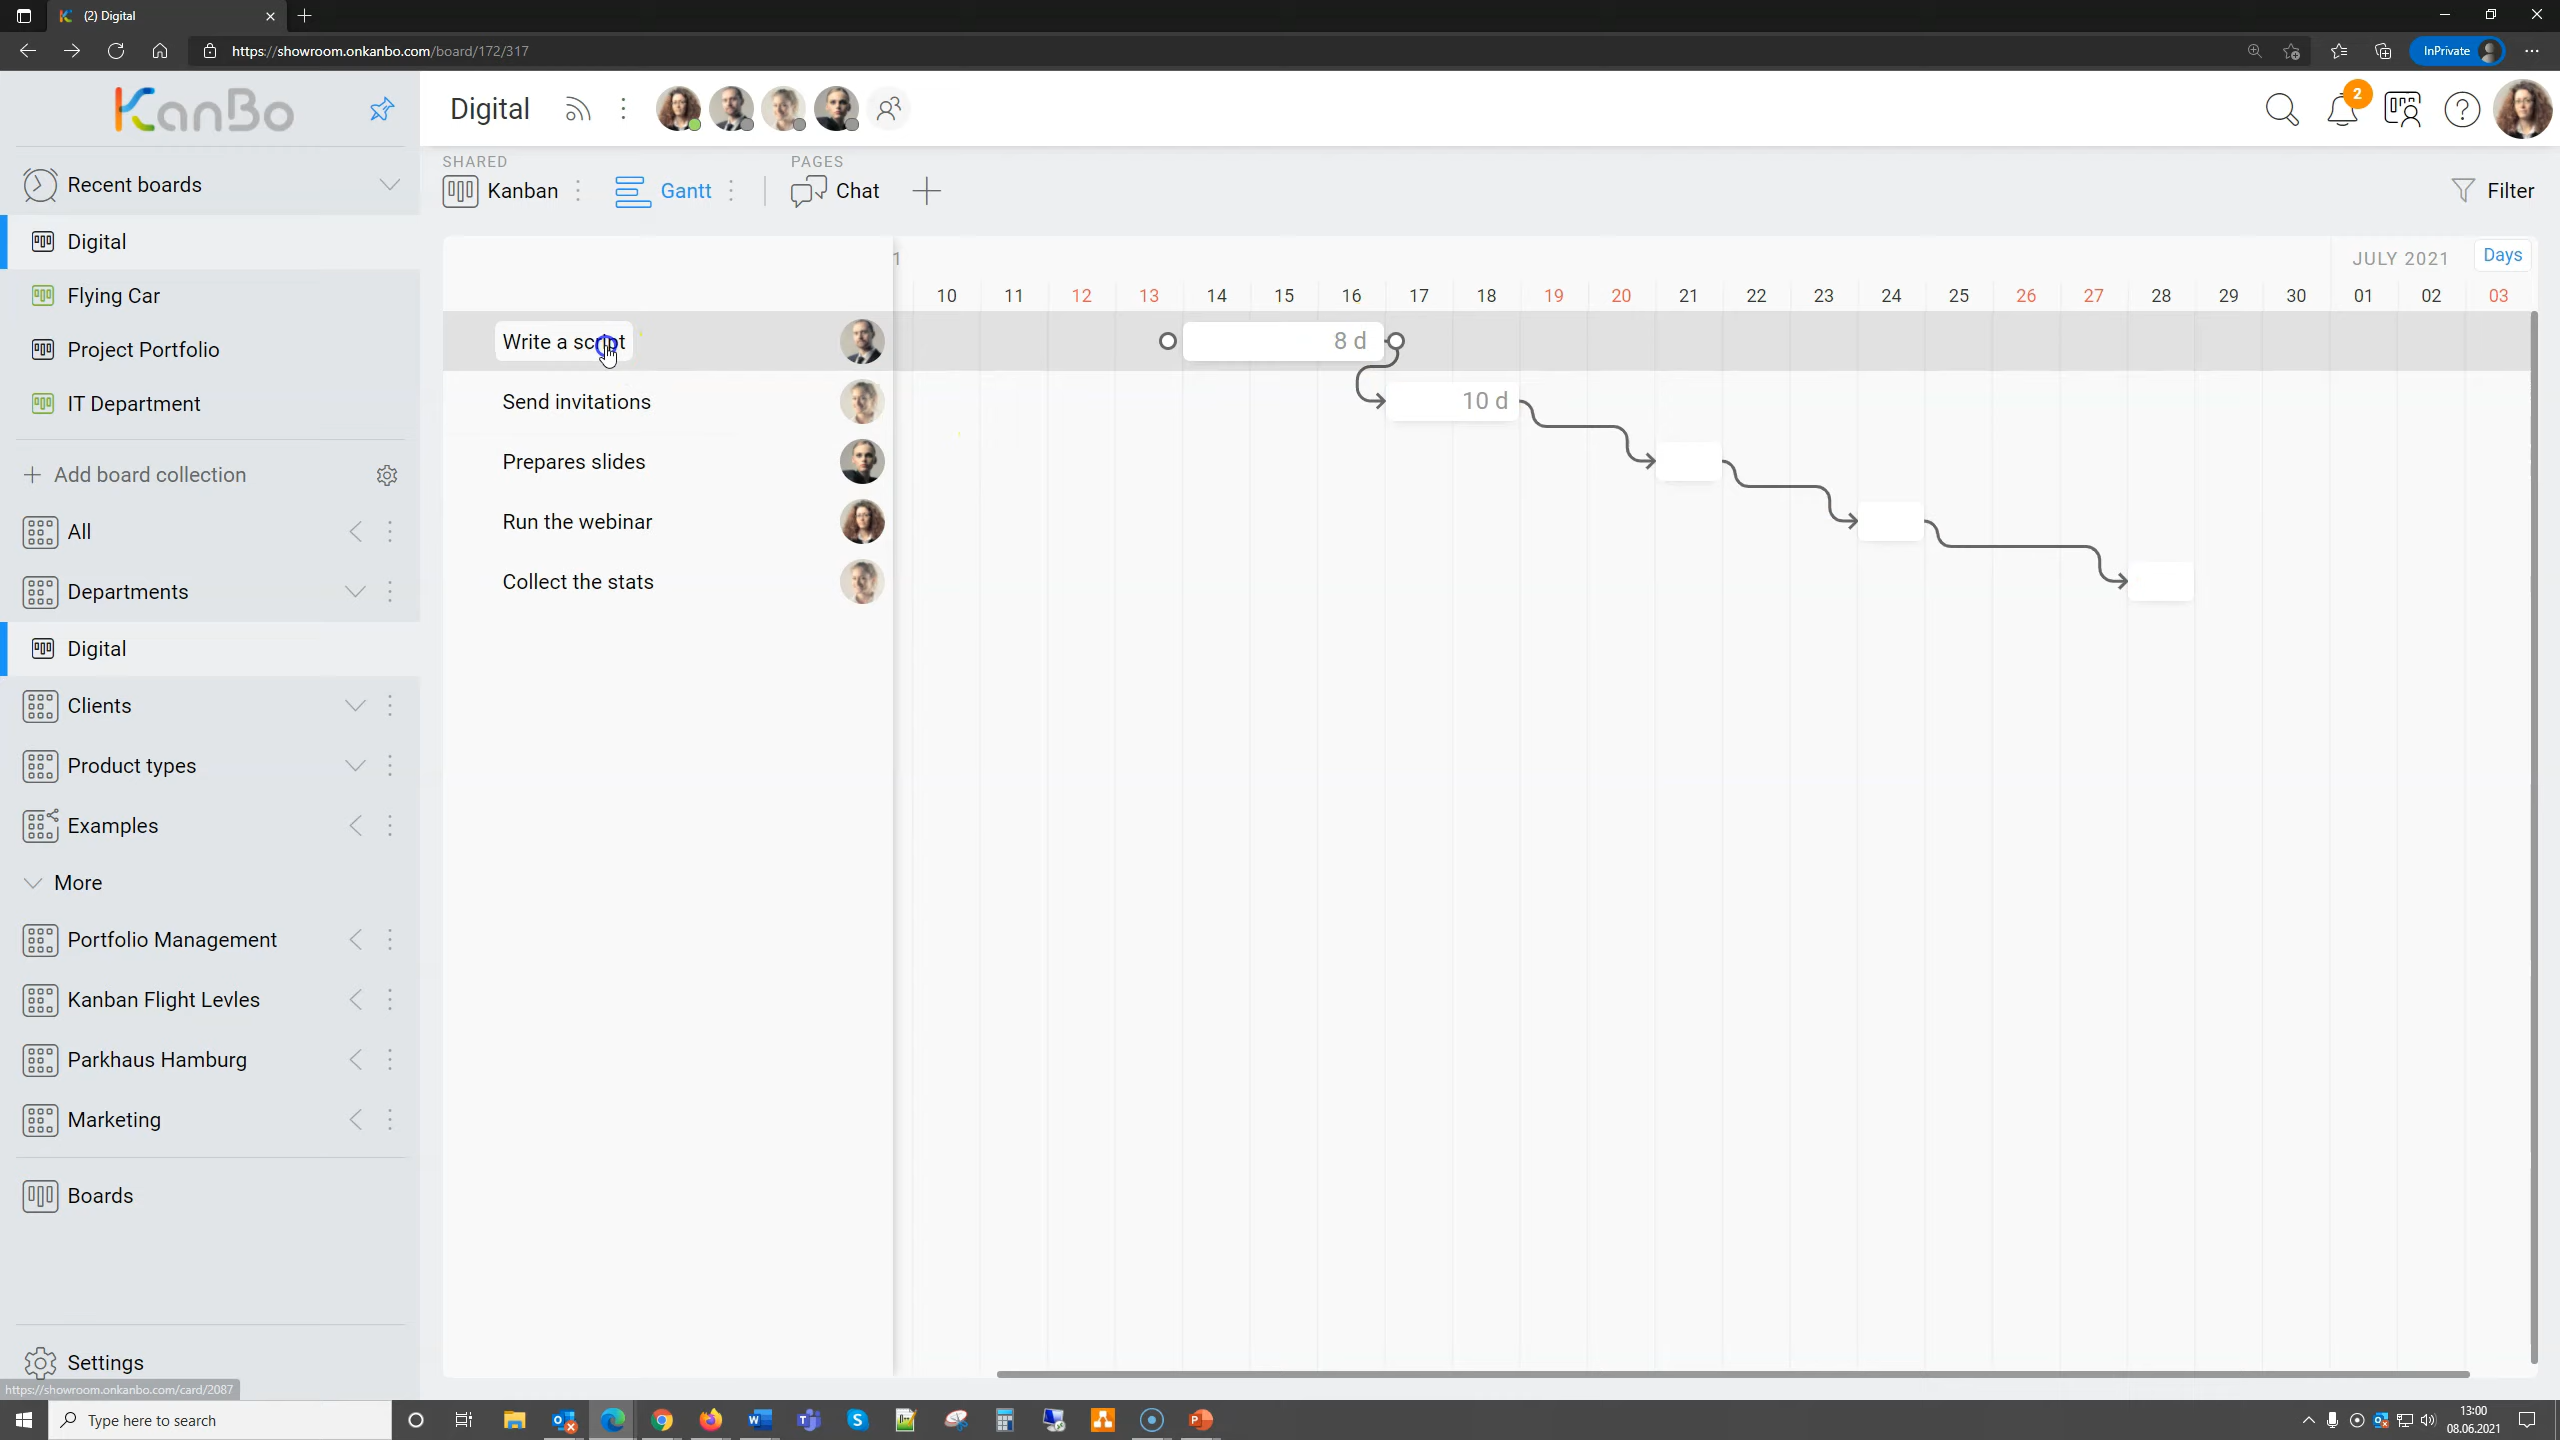 (2) Digital
https://showroom.onkanbo.com/board/172/317
InPrivate
KanBo
Digital
2
Recent boards
SHARED
PAGES
Kanban
Gantt
Chat
Filter
Digital
Flying Car
Project Portfolio
IT Department
Add board collection
All
Departments
Digital
Clients
Product types
Examples
More
Portfolio Management
Kanban Flight Levles
Parkhaus Hamburg
Marketing
Boards
Settings
1
JULY 2021
Days
10 11 12 13 14 15 16 17 18 19 20 21 22 23 24 25 26 27 28 29 30 01 02 03
Write a script
8 d
Send invitations
10 d
Prepares slides
Run the webinar
Collect the stats
https://showroom.onkanbo.com/card/2087
Type here to search
13:00
08.06.2021